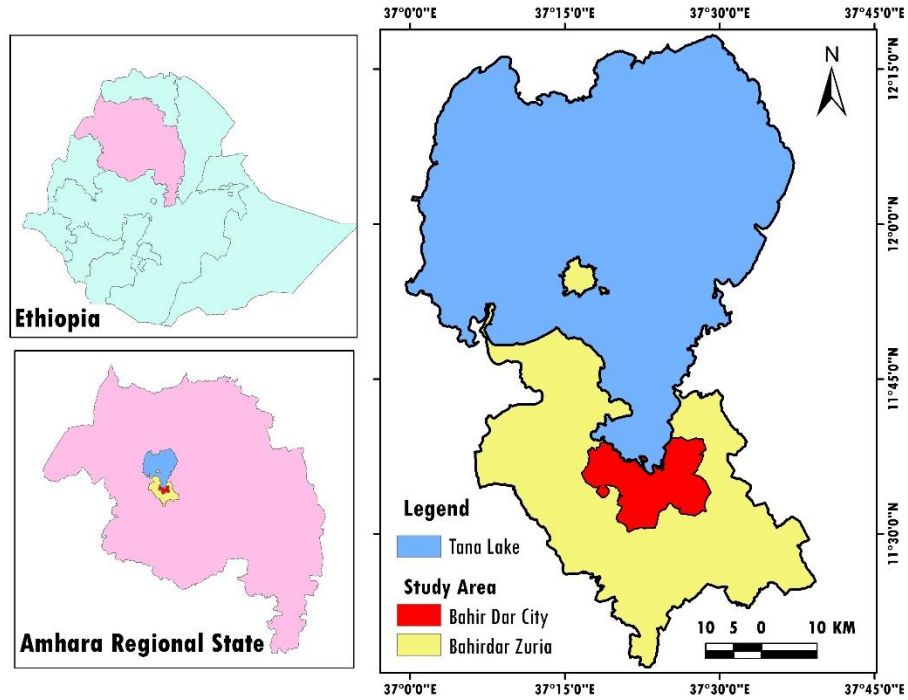 Ethiopia
Amhara Regional State
37°0'0"E 37°15'0"E 37°30'0"E 37°45'0"E
N
12°15'0"N
12°0'0"N
11°45'0"N
11°30'0"N
Legend
Tana Lake
Study Area
Bahir Dar City
Bahirdar Zuria
10 5 0 10 KM
37°0'0"E 37°15'0"E 37°30'0"E 37°45'0"E